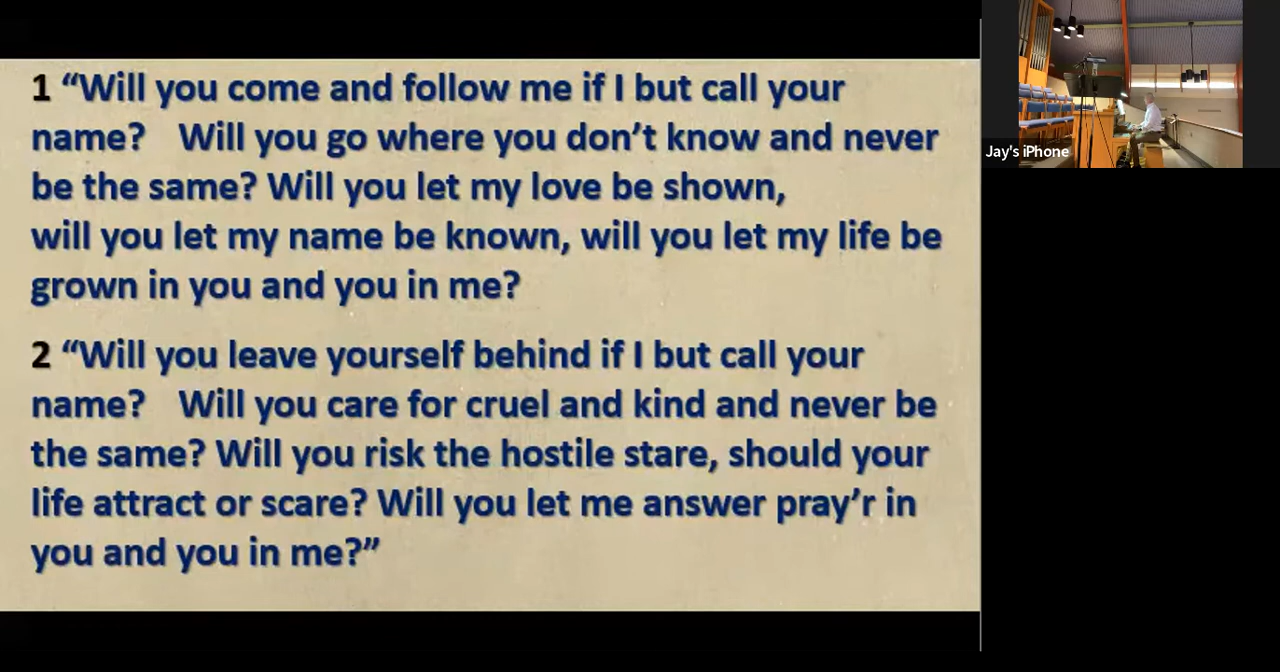 1 “Will you come and follow me if I but call your
name? Will you go where you don’t know and never
be the same? Will you let my love be shown,
will you let my name be known, will you let my life be
grown in you and you in me?
2 “Will you leave yourself behind if I but call your
name? Will you care for cruel and kind and never be
the same? Will you risk the hostile stare, should your
life attract or scare? Will you let me answer pray’r in
you and you in me?”
Jay's iPhone